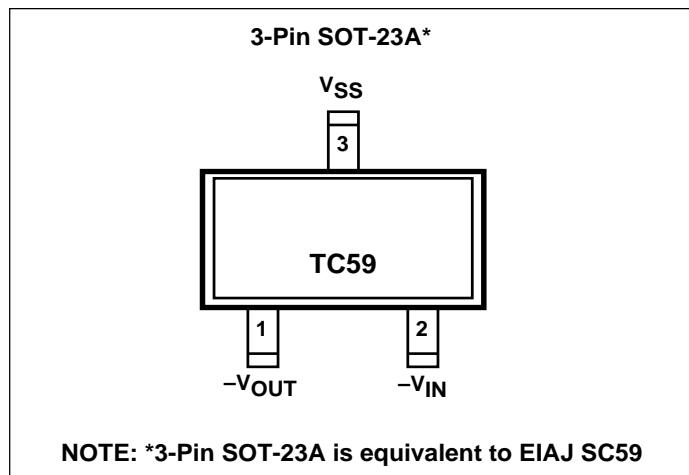 3-Pin SOT-23A*
VSS
3
TC59
1
2
–VOUT
–VIN
NOTE: *3-Pin SOT-23A is equivalent to EIAJ SC59